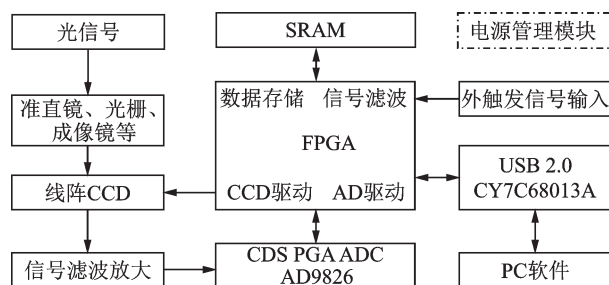 光信号
SRAM
电源管理模块
准直镜、光栅、
成像镜等
数据存储 信号滤波
FPGA
CCD驱动 AD驱动
外触发信号输入
线阵CCD
USB 2.0
CY7C68013A
信号滤波放大
CDS PGA ADC
AD9826
PC软件